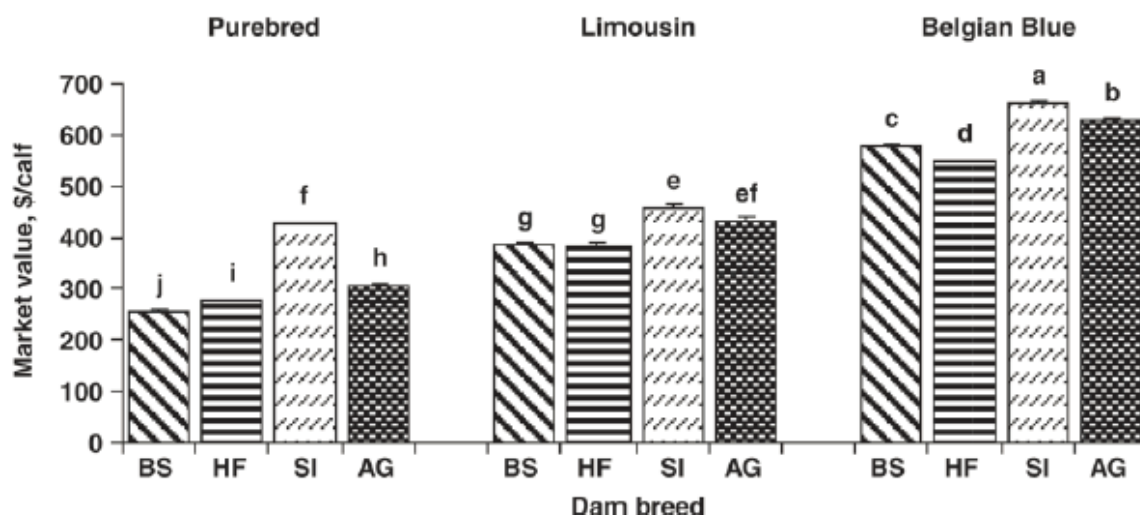 Purebred Limousin Belgian Blue
700
600
500
400
300
200
100
0
Market value, $/calf
j i f h g g e ef c d a b
BS HF SI AG BS HF SI AG BS HF SI AG
Dam breed